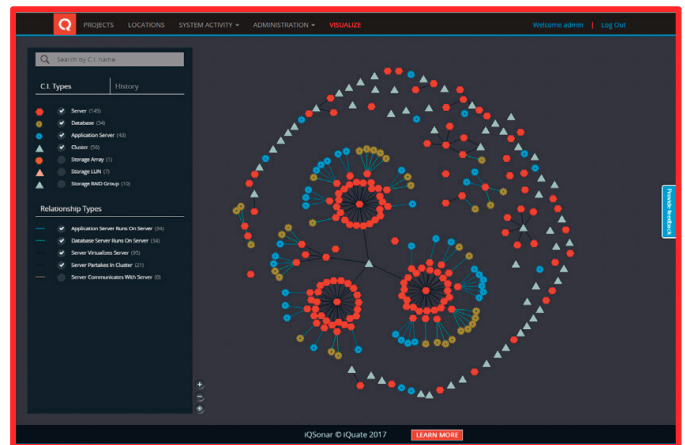 PROJECTS LOCATIONS SYSTEM ACTIVITY ADMINISTRATION VISUALIZE Welcome admin | Log Out
Search by C.I. name
C.I. Types History
Server (145)
Database (34)
Application Server (43)
Cluster (56)
Storage Array (1)
Storage LUN (7)
Storage RAID Group (10)
Relationship Types
Application Server Runs On Server (34)
Database Server Runs On Server (34)
Server Virtualizes Server (95)
Server Partakes In Cluster (21)
Server Communicates With Server (0)
Provide feedback
iQSonar © iQuate 2017 LEARN MORE